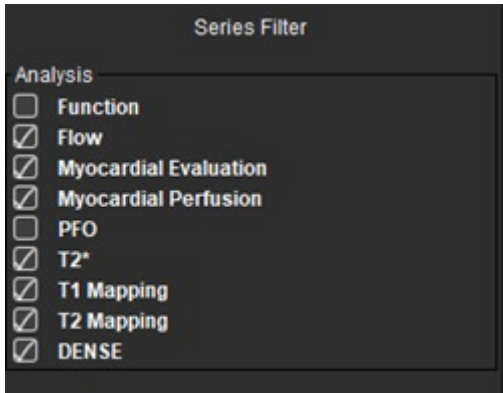 Series Filter
Analysis
Function
Flow
Myocardial Evaluation
Myocardial Perfusion
PFO
T2*
T1 Mapping
T2 Mapping
DENSE